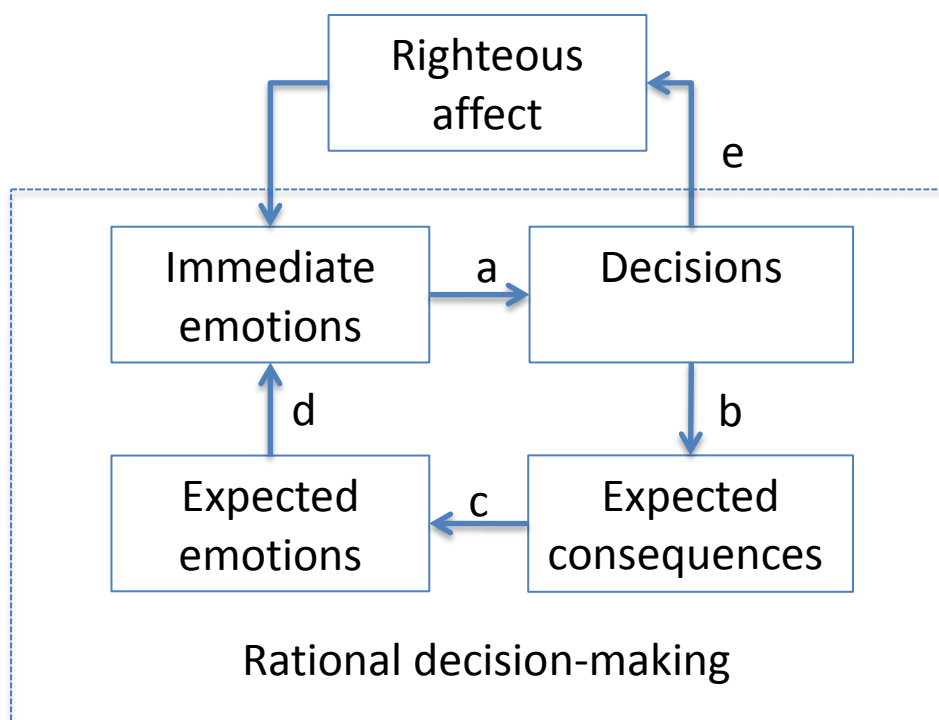 Righteous
affect
e
Immediate
emotions
a
Decisions
d
b
Expected
emotions
c
Expected
consequences
Rational decision-making